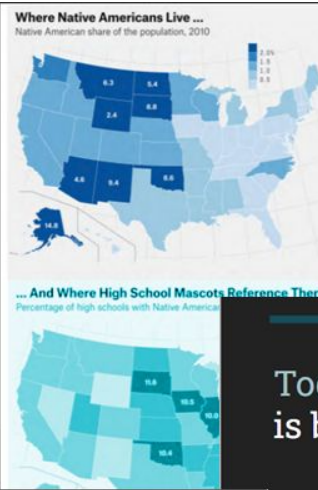 Where Native Americans Live ...
Native American share of the population, 2010
2.0%
1.5
1.0
0.5
6.3
5.4
8.8
2.4
4.6
9.4
8.6
14.8
... And Where High School Mascots Reference Ther
Percentage of high schools with Native America
11.6
10.5
10.0
10.4
Too
is b